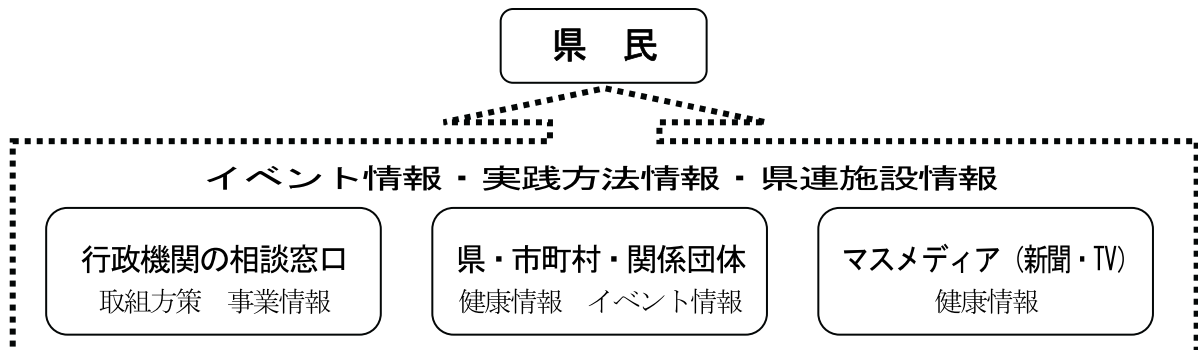 県　民
イベント情報・実践方法情報・県連施設情報
行政機関の相談窓口
取組方策　事業情報
県・市町村・関係団体
健康情報　イベント情報
マスメディア（新聞・TV）
健康情報